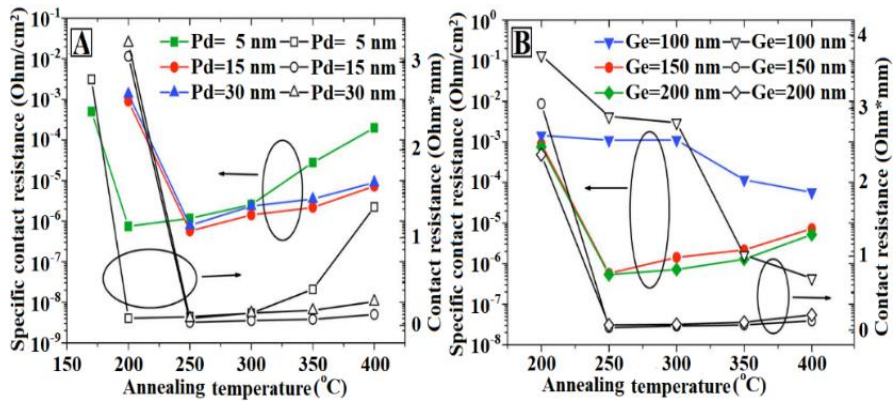 A
Pd= 5 nm
Pd=15 nm
Pd=30 nm
Pd= 5 nm
Pd=15 nm
Pd=30 nm
Specific contact resistance (Ohm/cm²)
10⁻¹
10⁻²
10⁻³
10⁻⁴
10⁻⁵
10⁻⁶
10⁻⁷
10⁻⁸
10⁻⁹
150 200 250 300 350 400
Annealing temperature(°C)
3
2
1
0
Contact resistance (Ohm*mm)
B
Ge=100 nm
Ge=150 nm
Ge=200 nm
Ge=100 nm
Ge=150 nm
Ge=200 nm
Specific contact resistance (Ohm/cm²)
10⁰
10⁻¹
10⁻²
10⁻³
10⁻⁴
10⁻⁵
10⁻⁶
10⁻⁷
10⁻⁸
200 250 300 350 400
Annealing temperature(°C)
4
3
2
1
0
Contact resistance (Ohm*mm)